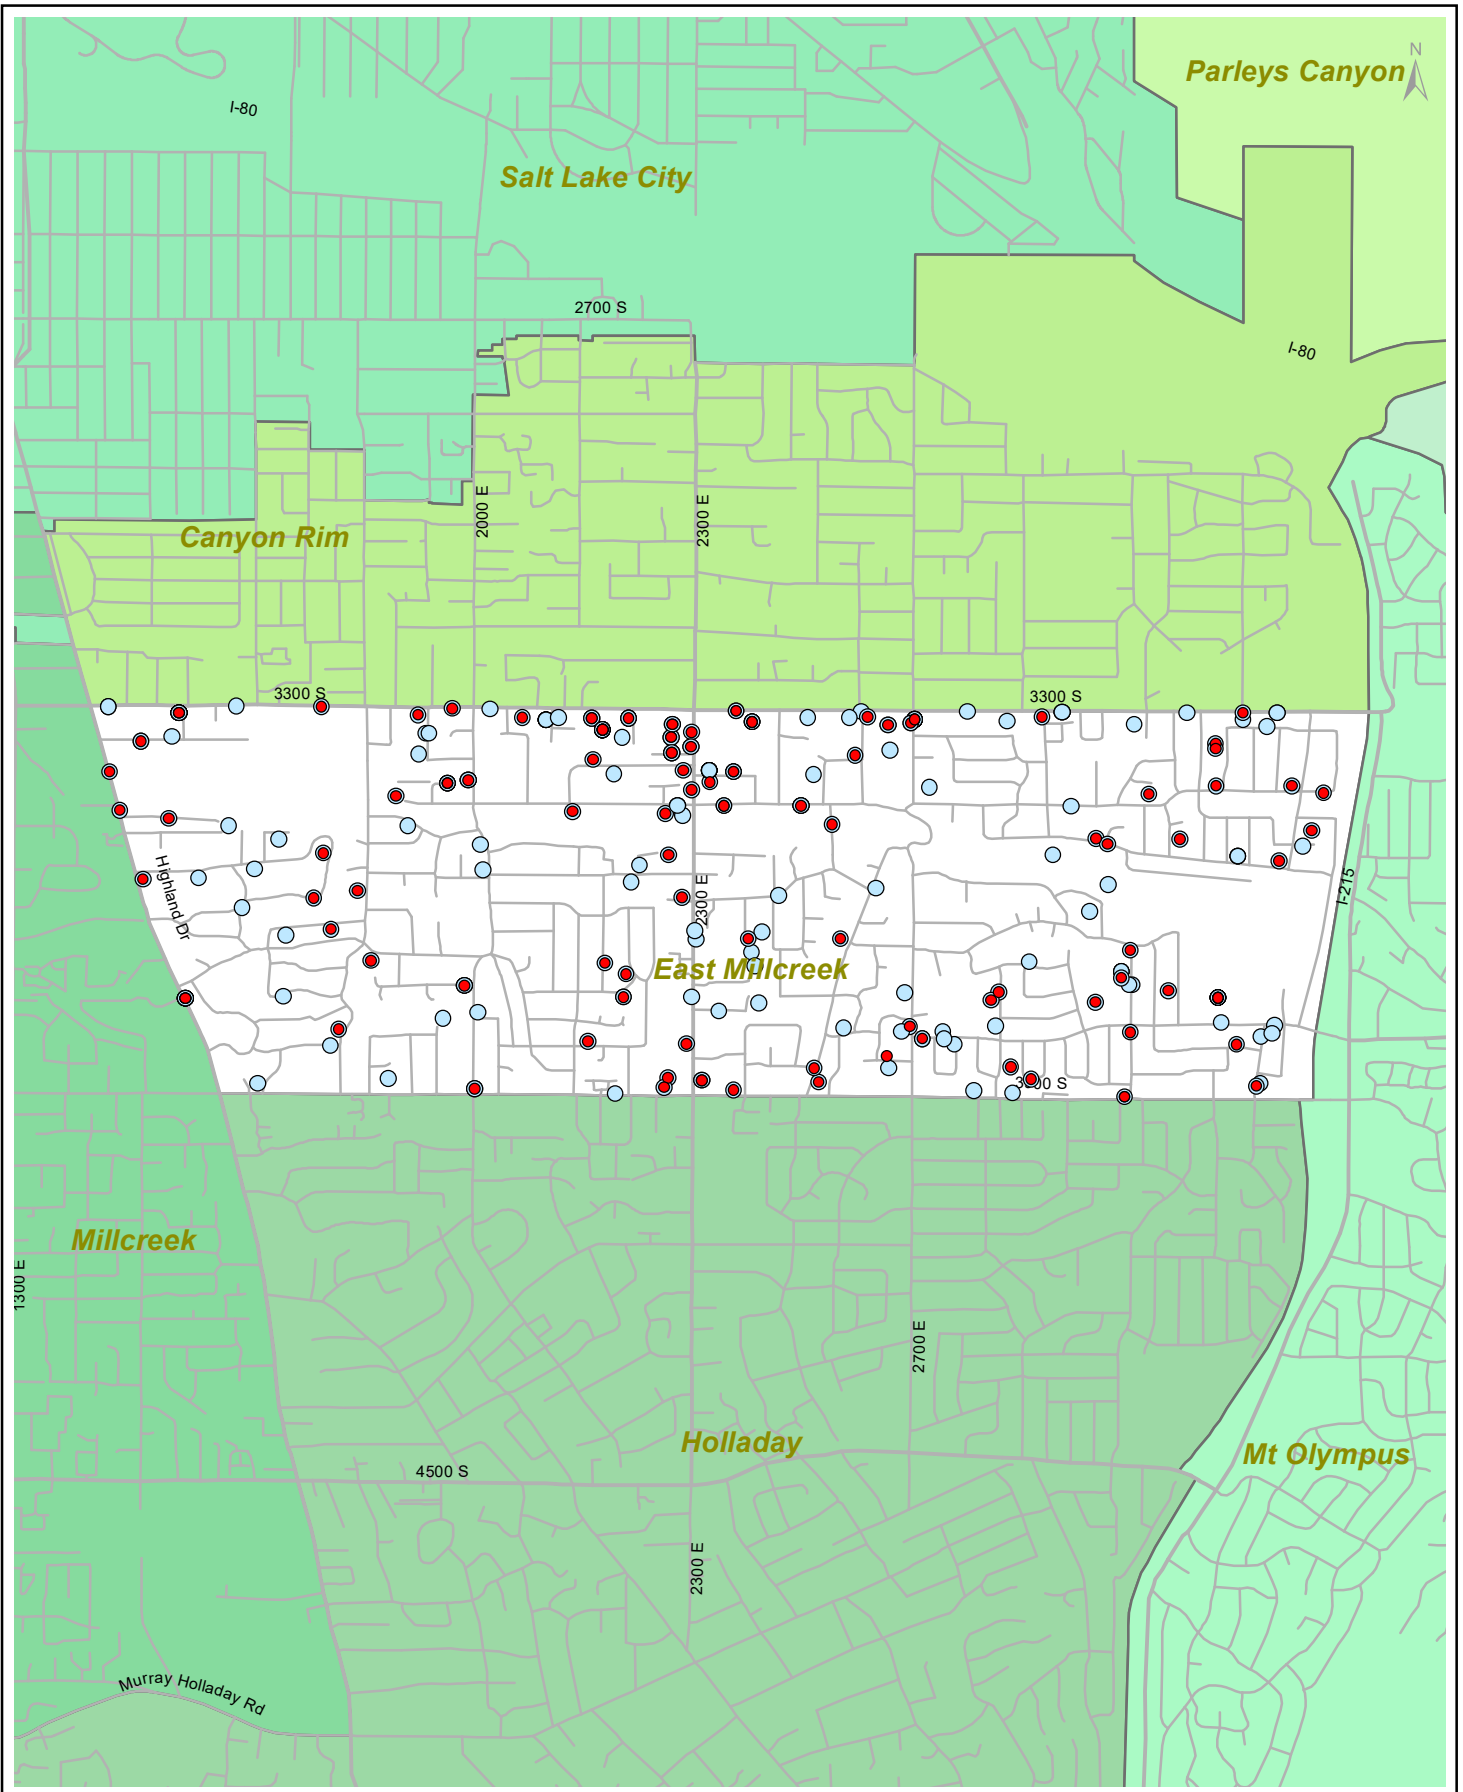 N
Parleys Canyon
I-80
Salt Lake City
2700 S
I-80
2000 E
2300 E
Canyon Rim
3300 S
3300 S
Highland Dr
2300 E
I-215
East Millcreek
S
Millcreek
1300 E
2700 E
Holladay
Mt Olympus
4500 S
2300 E
Murray Holladay Rd